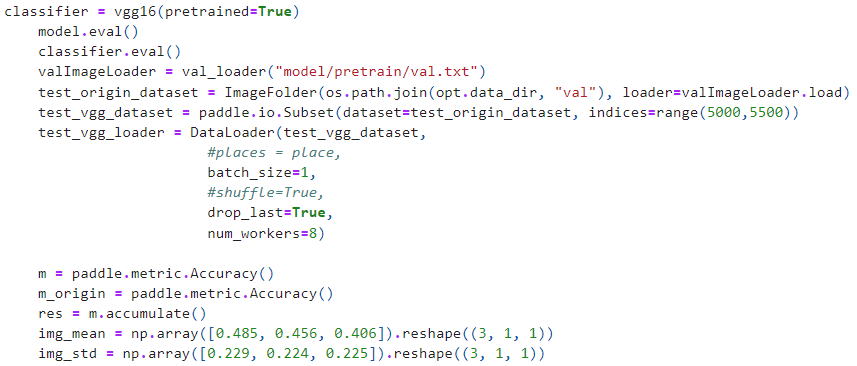 classifier = vgg16(pretrained=True)
    model.eval()
    classifier.eval()
    valImageLoader = val_loader("model/pretrain/val.txt")
    test_origin_dataset = ImageFolder(os.path.join(opt.data_dir, "val"), loader=valImageLoader.load)
    test_vgg_dataset = paddle.io.Subset(dataset=test_origin_dataset, indices=range(5000,5500))
    test_vgg_loader = DataLoader(test_vgg_dataset,
                        #places = place,
                        batch_size=1,
                        #shuffle=True,
                        drop_last=True,
                        num_workers=8)

    m = paddle.metric.Accuracy()
    m_origin = paddle.metric.Accuracy()
    res = m.accumulate()
    img_mean = np.array([0.485, 0.456, 0.406]).reshape((3, 1, 1))
    img_std = np.array([0.229, 0.224, 0.225]).reshape((3, 1, 1))